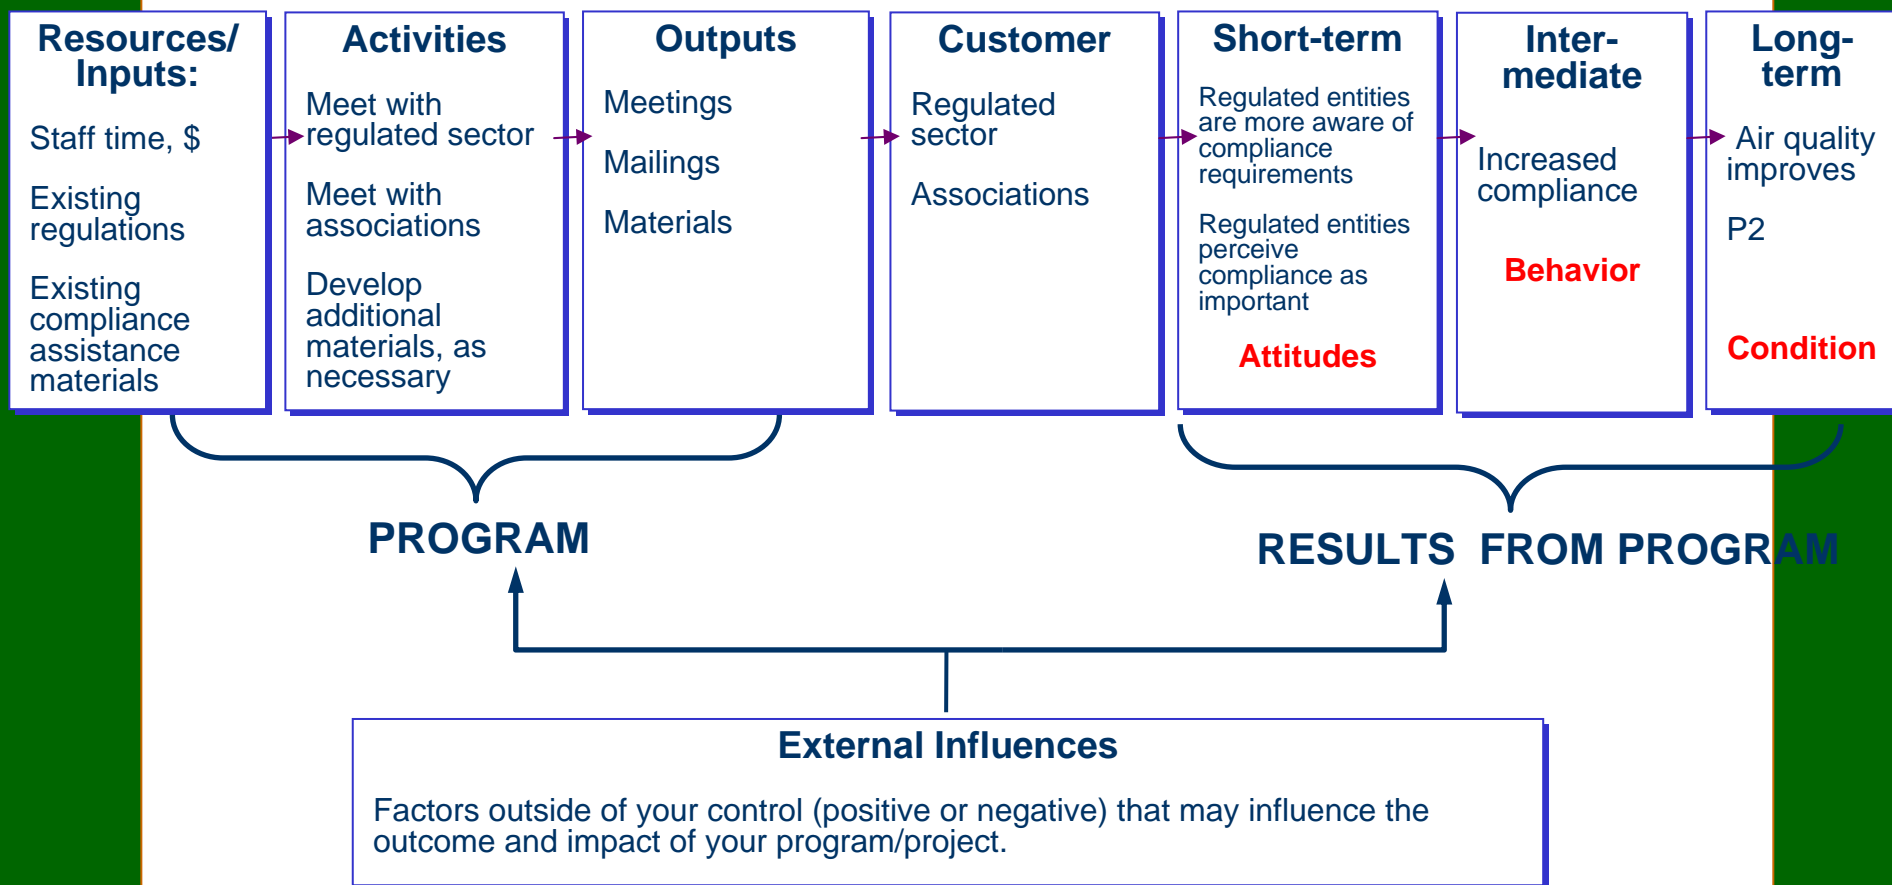 Resources/
Inputs:
Staff time, $
Existing
regulations
Existing
compliance
assistance
materials
Activities
Meet with
regulated sector
Meet with
associations
Develop
additional
materials, as
necessary
Outputs
Meetings
Mailings
Materials
Customer
Regulated
sector
Associations
Short-term
Regulated entities
are more aware of
compliance
requirements
Regulated entities
perceive
compliance as
important
Attitudes
Inter-
mediate
Increased
compliance
Behavior
Long-
term
Air quality
improves
P2
Condition
PROGRAM
RESULTS FROM PROGRAM
External Influences
Factors outside of your control (positive or negative) that may influence the
outcome and impact of your program/project.